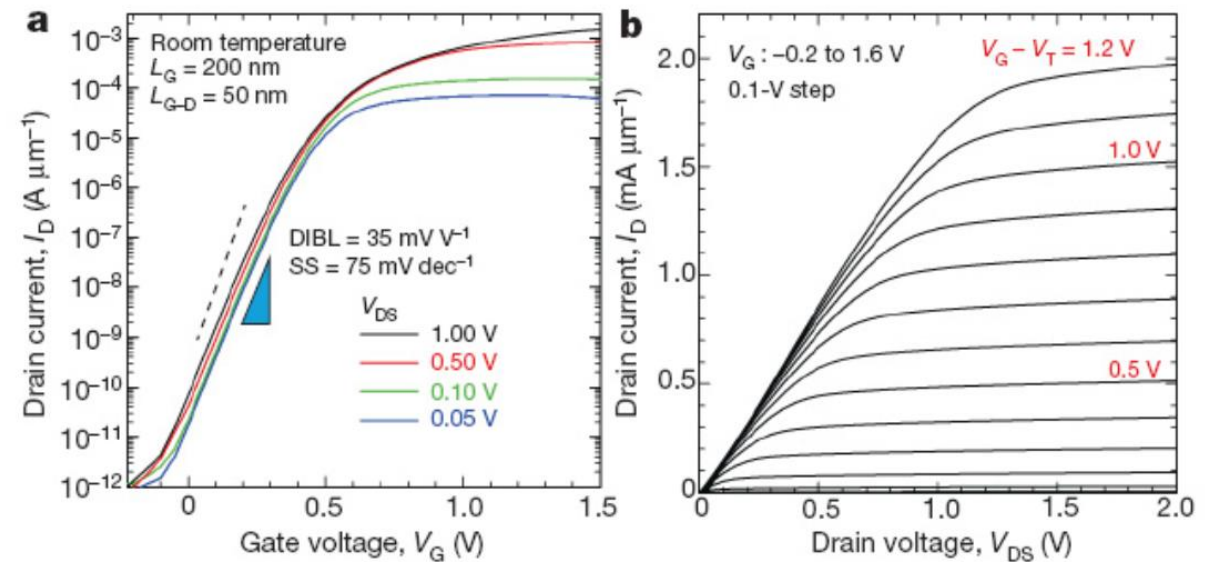 a
Room temperature
L_G = 200 nm
L_G–D = 50 nm
DIBL = 35 mV V⁻¹
SS = 75 mV dec⁻¹
V_DS
1.00 V
0.50 V
0.10 V
0.05 V
10⁻³
10⁻⁴
10⁻⁵
10⁻⁶
10⁻⁷
10⁻⁸
10⁻⁹
10⁻¹⁰
10⁻¹¹
10⁻¹²
Drain current, I_D (A μm⁻¹)
0 0.5 1.0 1.5
Gate voltage, V_G (V)
b
V_G : –0.2 to 1.6 V
0.1-V step
V_G – V_T = 1.2 V
1.0 V
0.5 V
2.0
1.5
1.0
0.5
0
Drain current, I_D (mA μm⁻¹)
0 0.5 1.0 1.5 2.0
Drain voltage, V_DS (V)